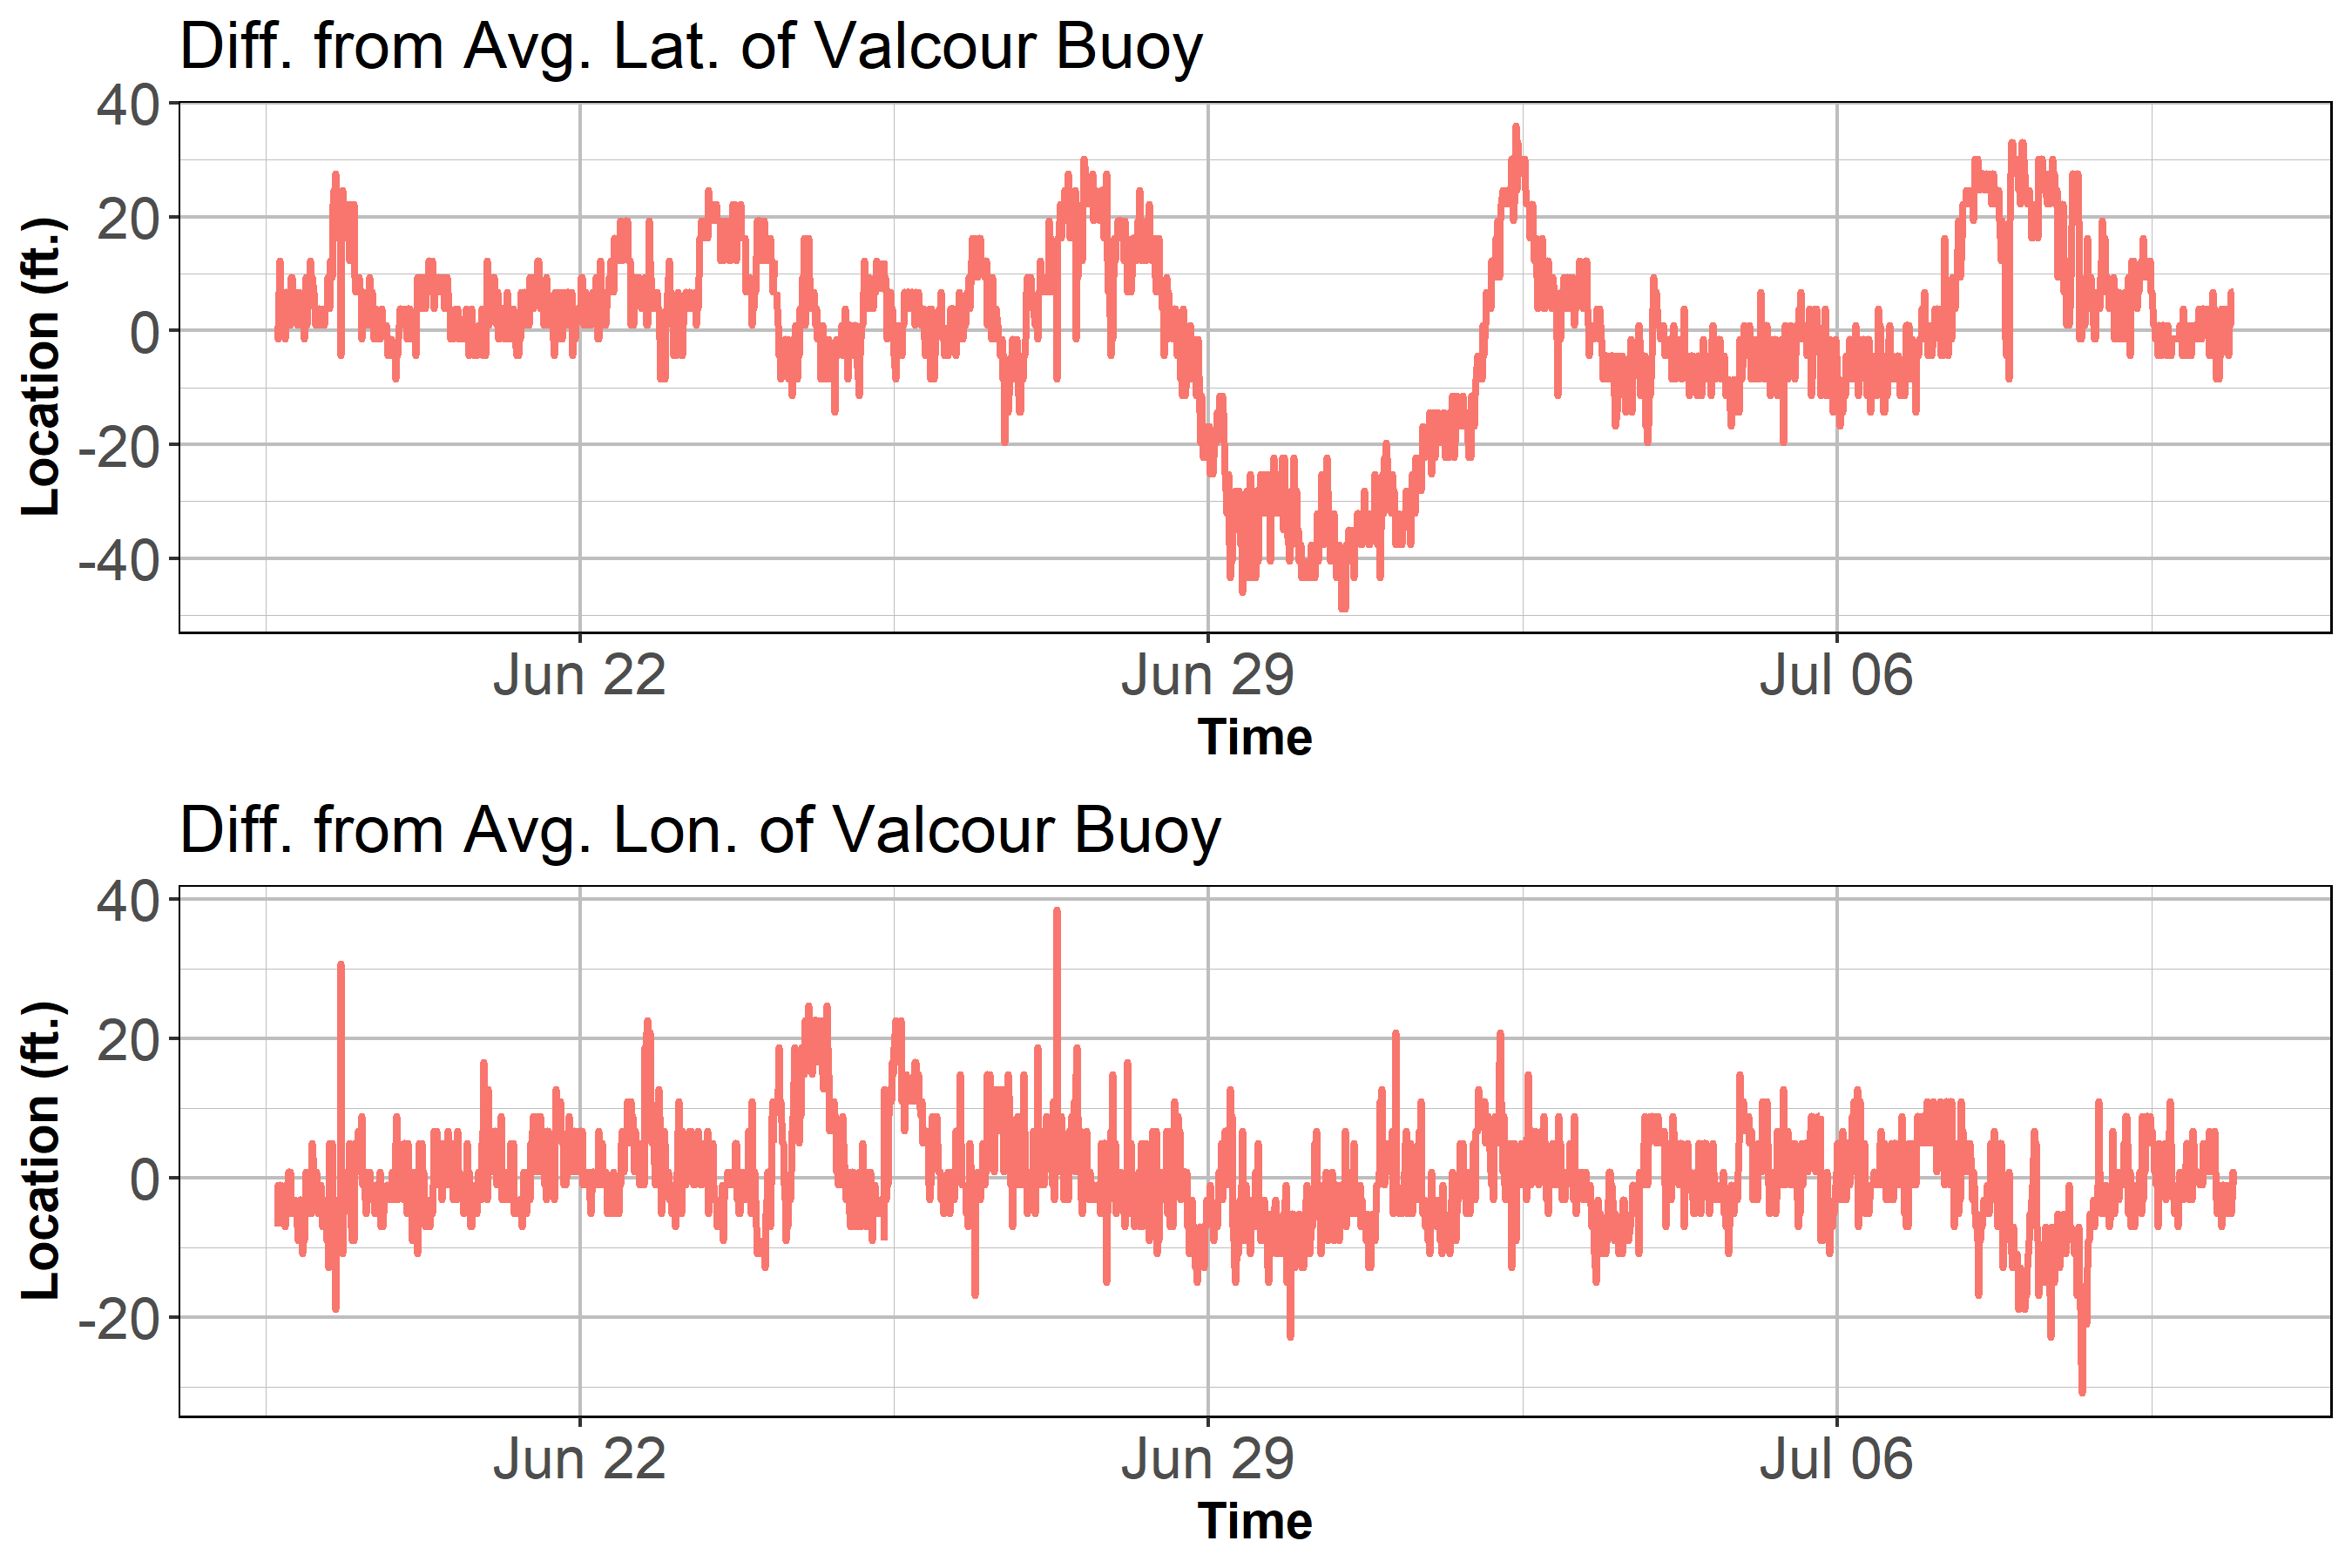 Diff. from Avg. Lat. of Valcour Buoy
Location (ft.)
40
20
0
-20
-40
Jun 22 Jun 29 Jul 06
Time
Diff. from Avg. Lon. of Valcour Buoy
Location (ft.)
40
20
0
-20
Jun 22 Jun 29 Jul 06
Time